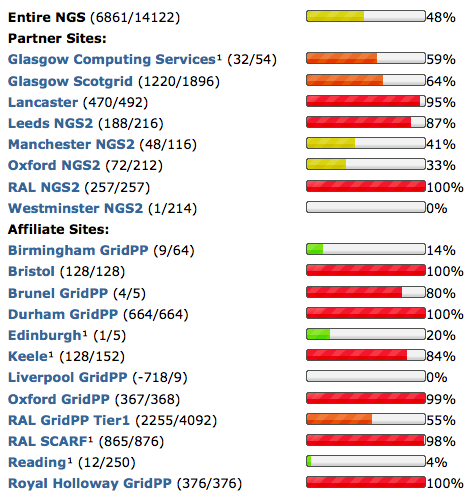 Entire NGS (6861/14122) 48%
Partner Sites:
Glasgow Computing Services¹ (32/54) 59%
Glasgow Scotgrid (1220/1896) 64%
Lancaster (470/492) 95%
Leeds NGS2 (188/216) 87%
Manchester NGS2 (48/116) 41%
Oxford NGS2 (72/212) 33%
RAL NGS2 (257/257) 100%
Westminster NGS2 (1/214) 0%
Affiliate Sites:
Birmingham GridPP (9/64) 14%
Bristol (128/128) 100%
Brunel GridPP (4/5) 80%
Durham GridPP (664/664) 100%
Edinburgh¹ (1/5) 20%
Keele¹ (128/152) 84%
Liverpool GridPP (-718/9) 0%
Oxford GridPP (367/368) 99%
RAL GridPP Tier1 (2255/4092) 55%
RAL SCARF¹ (865/876) 98%
Reading¹ (12/250) 4%
Royal Holloway GridPP (376/376) 100%